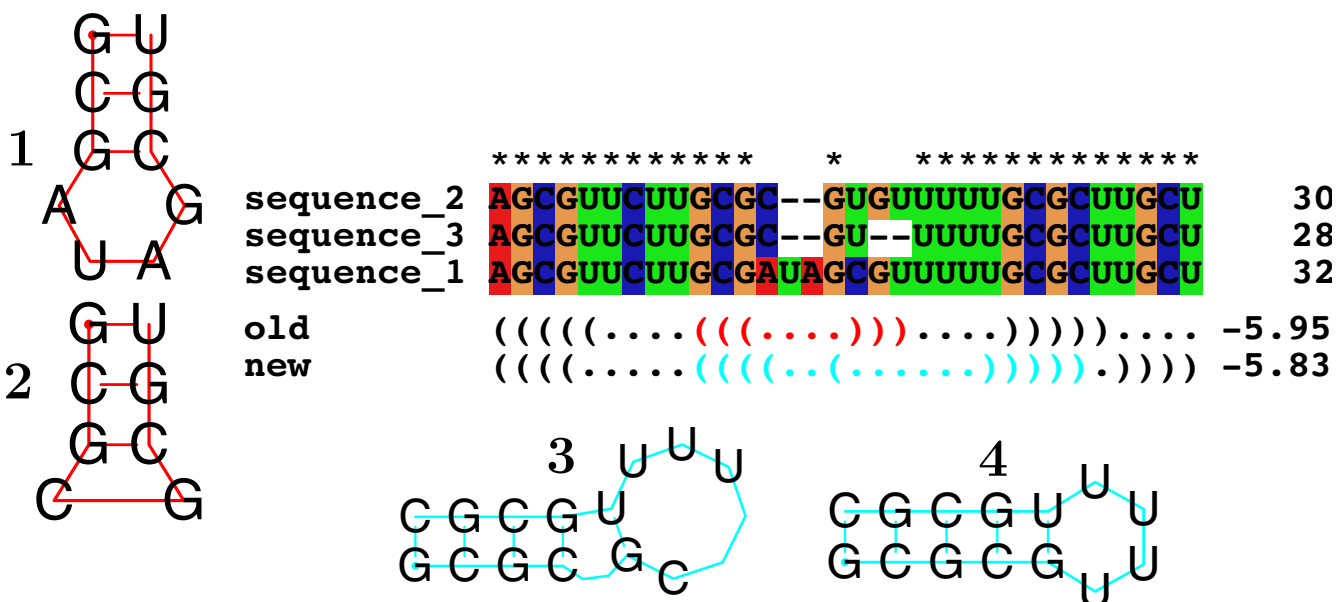 G U
C G
1 G C
A G
U A
G U
2 C G
G C
C G
************   *   *************
sequence_2 AGCGUUCUUGCGC--GUGUUUUUGCGCUUGCU 30
sequence_3 AGCGUUCUUGCGC--GU--UUUUGCGCUUGCU 28
sequence_1 AGCGUUCUUGCGAUAGCGUUUUUGCGCUUGCU 32
old (((((....(((....)))....))))).... -5.95
new ((((.....((((..(......))))).)))) -5.83
3
U U U
C G C G U
G C G C G C
4
C G C G U U U
G C G C G U U